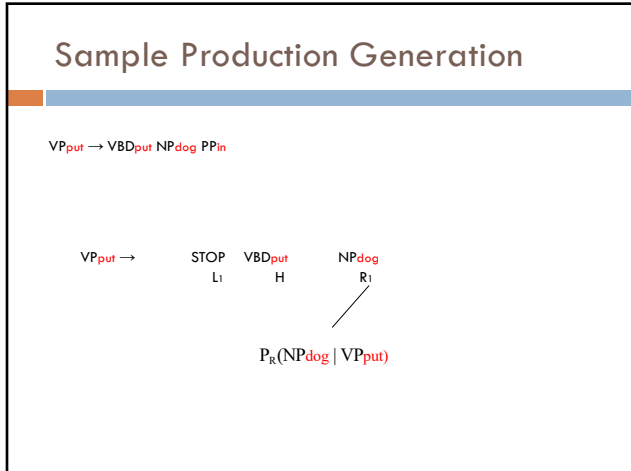 Sample Production Generation
VPput → VBDput NPdog PPin
VPput → STOP VBDput NPdog
L1 H R1
PR(NPdog | VPput)